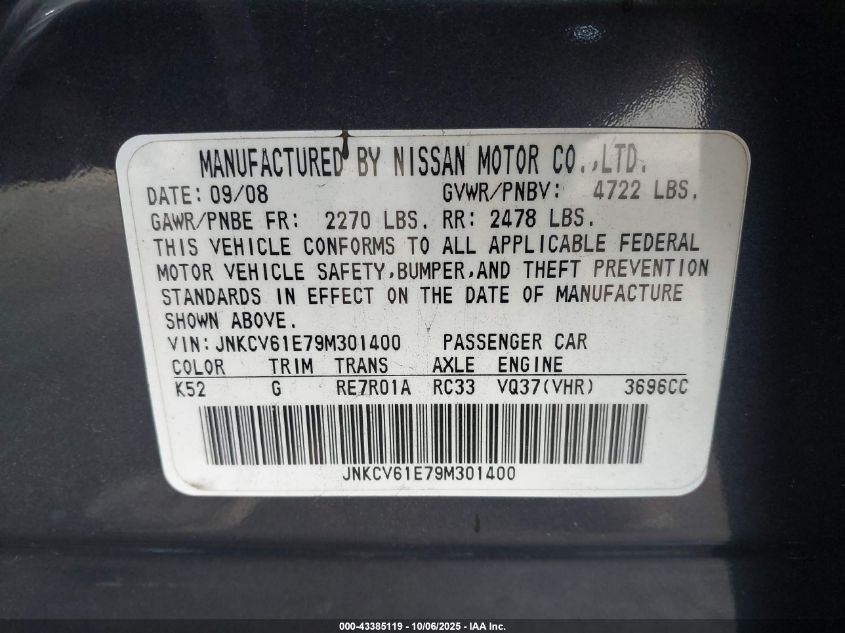 MANUFACTURED BY NISSAN MOTOR CO.,LTD.
DATE: 09/08 GVWR/PNBV: 4722 LBS.
GAWR/PNBE FR: 2270 LBS. RR: 2478 LBS.
THIS VEHICLE CONFORMS TO ALL APPLICABLE FEDERAL
MOTOR VEHICLE SAFETY,BUMPER,AND THEFT PREVENTION
STANDARDS IN EFFECT ON THE DATE OF MANUFACTURE
SHOWN ABOVE.
VIN:JNKCV61E79M301400 PASSENGER CAR
COLOR TRIM TRANS AXLE ENGINE
K52 G RE7R01A RC33 VQ37(VHR) 3696CC
JNKCV61E79M301400
000-43385119 - 10/06/2025 - IAA Inc.